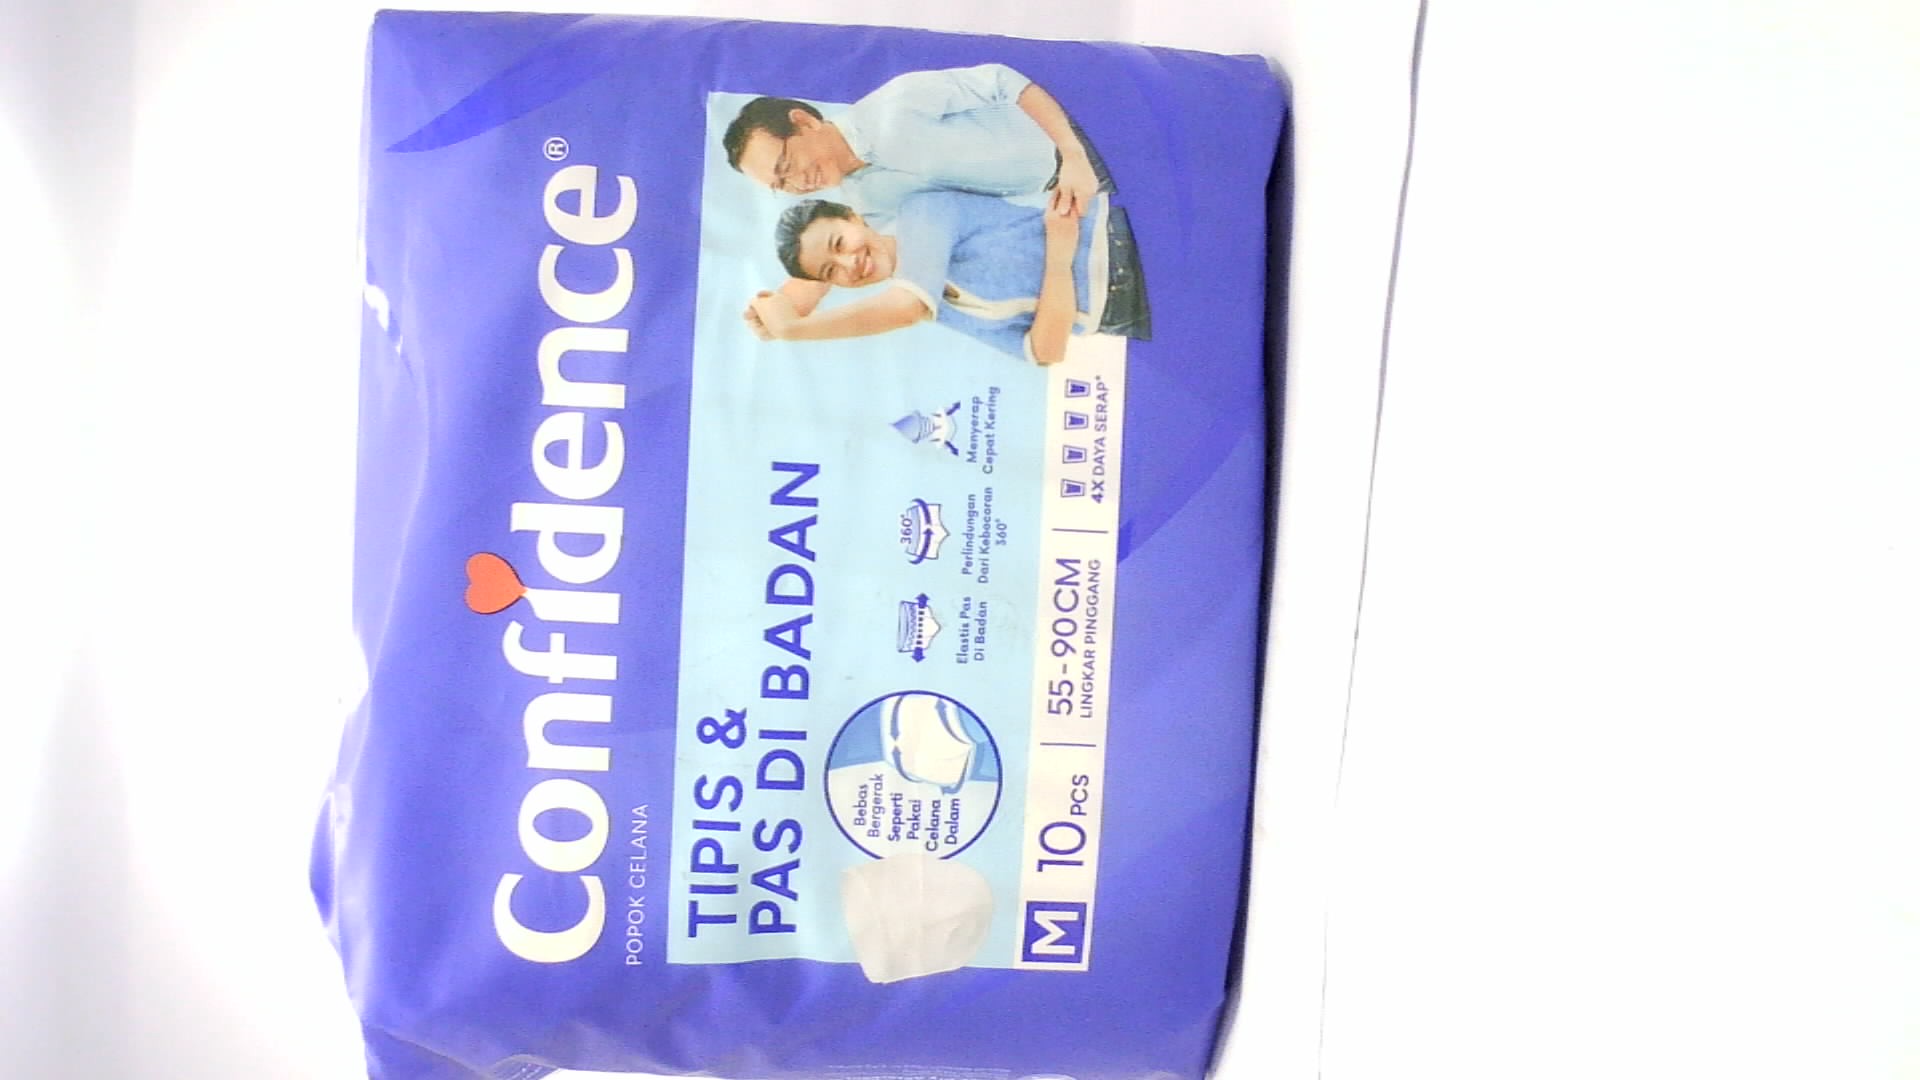 Confidence®
POPOK CELANA
TIPIS &
PAS DI BADAN
Bebas
Bergerak
Seperti
Pakai
Celana
Dalam
Elastis Pas
Di Badan
360°
Perlindungan
Dari Kebocoran
360°
Menyerap
Cepat Kering
M
10 PCS
55-90CM
LINGKAR PINGGANG
4X DAYA SERAP*